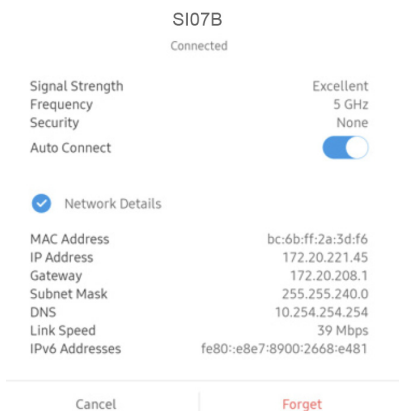 SI07B
Connected
Signal Strength Excellent
Frequency 5 GHz
Security None
Auto Connect
Network Details
MAC Address bc:6b:ff:2a:3d:f6
IP Address 172.20.221.45
Gateway 172.20.208.1
Subnet Mask 255.255.240.0
DNS 10.254.254.254
Link Speed 39 Mbps
IPv6 Addresses fe80::e8e7:8900:2668:e481
Cancel Forget